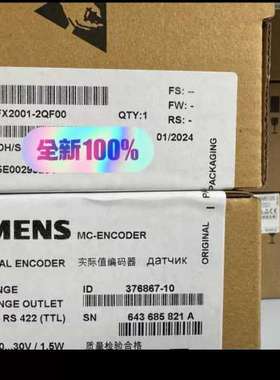 FX2001-2QF00
QTY:1
FS: --
FW: -
RS: -
01/2024
全新100%
PACKAGING
ORIGINAL
MENS
MC-ENCODER
AL ENCODER 实际值编码器 ДАТЧИК
NGE ID 376867-10
NGE OUTLET
RS 422 (TTL) SN 643 685 821 A
0...30V / 1.5W 质量检验合格